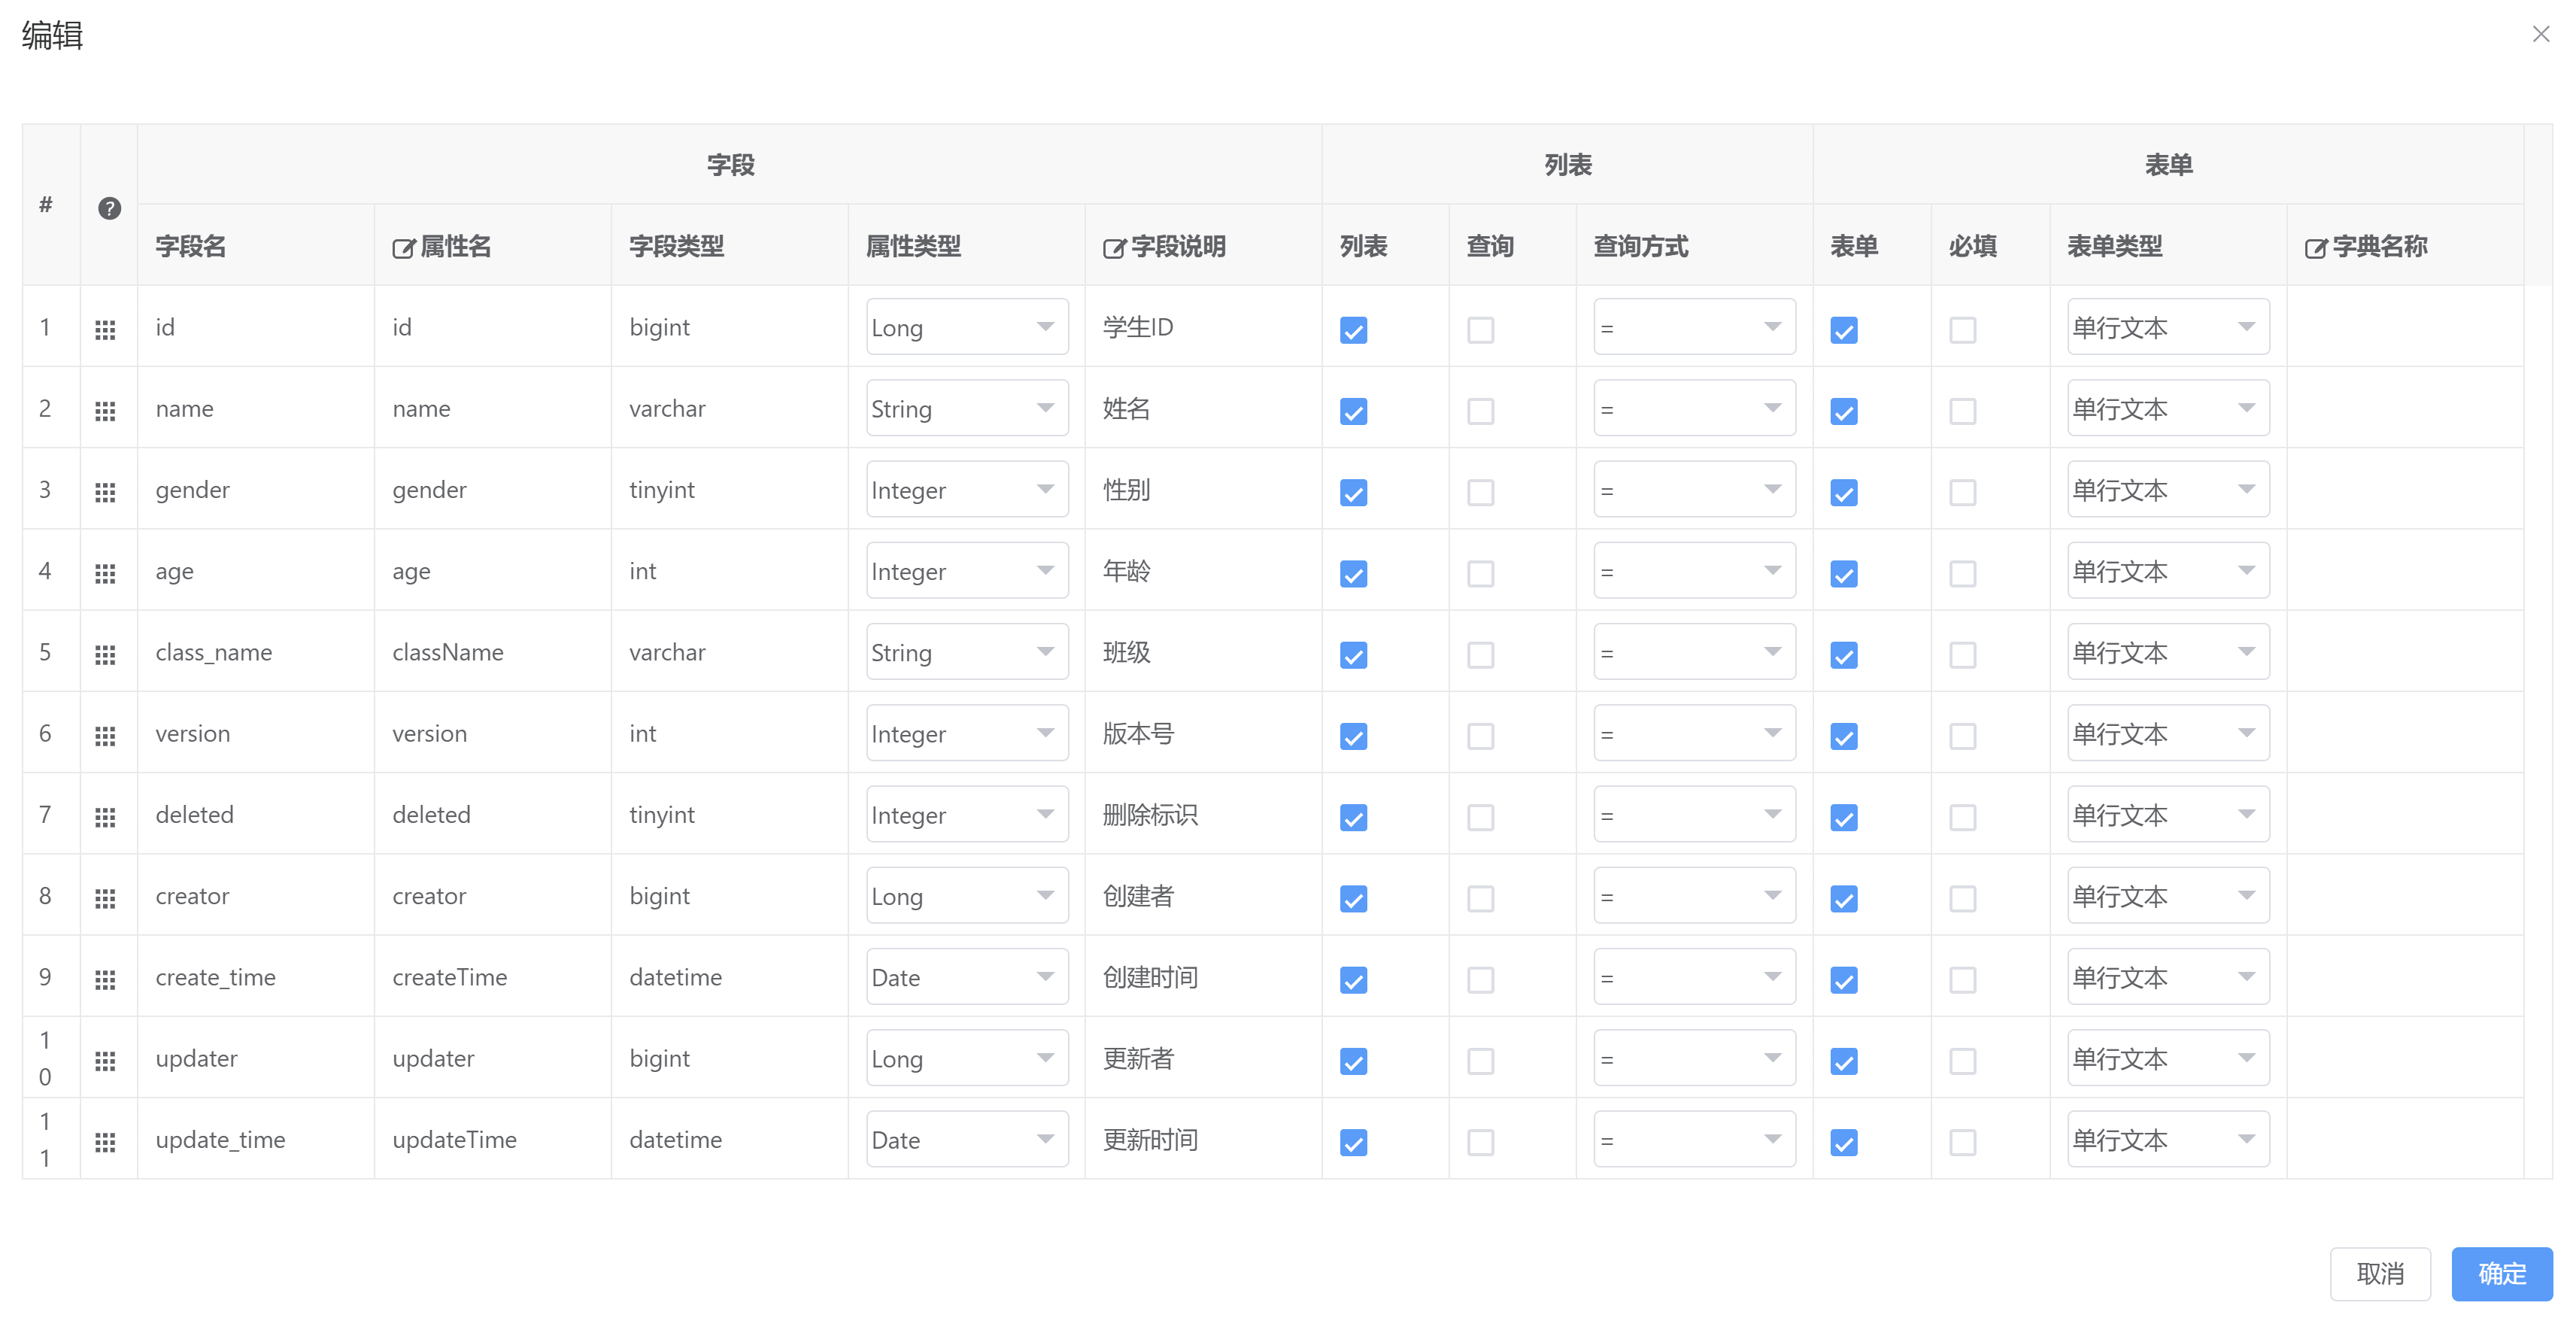 编辑
字段 列表 表单
# 字段名 属性名 字段类型 属性类型 字段说明 列表 查询 查询方式 表单 必填 表单类型 字典名称
1 id id bigint Long 学生ID = 单行文本
2 name name varchar String 姓名 = 单行文本
3 gender gender tinyint Integer 性别 = 单行文本
4 age age int Integer 年龄 = 单行文本
5 class_name className varchar String 班级 = 单行文本
6 version version int Integer 版本号 = 单行文本
7 deleted deleted tinyint Integer 删除标识 = 单行文本
8 creator creator bigint Long 创建者 = 单行文本
9 create_time createTime datetime Date 创建时间 = 单行文本
10 updater updater bigint Long 更新者 = 单行文本
11 update_time updateTime datetime Date 更新时间 = 单行文本
取消 确定